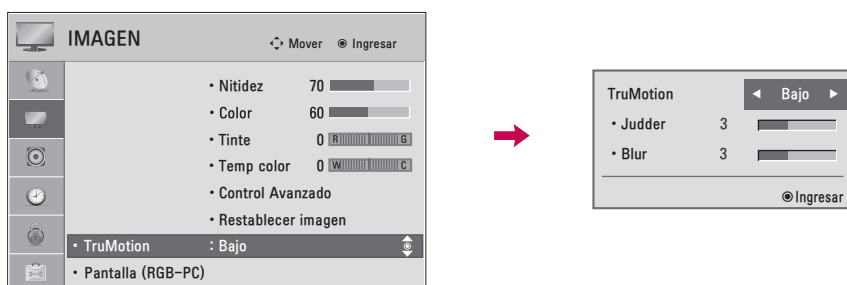 IMAGEN
Mover Ingresar
• Nitidez 70
• Color 60
• Tinte 0 R G
• Temp color 0 W C
• Control Avanzado
• Restablecer imagen
• TruMotion : Bajo
• Pantalla (RGB-PC)
TruMotion ◄ Bajo ►
• Judder 3
• Blur 3
Ingresar